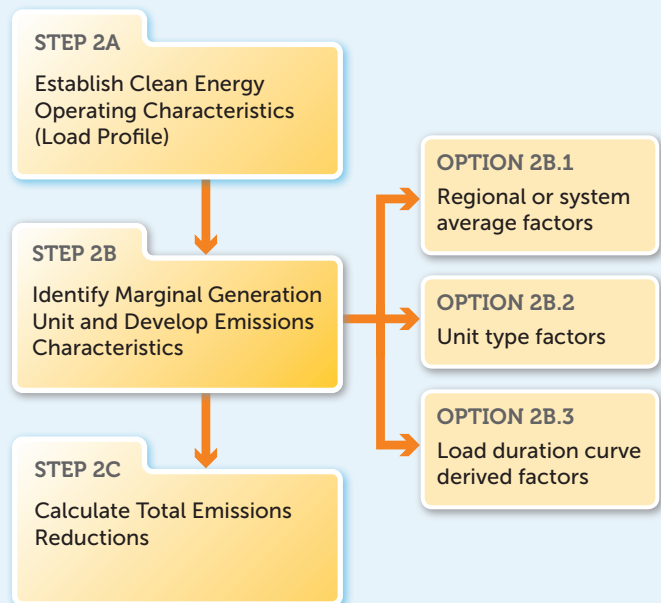 STEP 2A
Establish Clean Energy
Operating Characteristics
(Load Profile)
STEP 2B
Identify Marginal Generation
Unit and Develop Emissions
Characteristics
STEP 2C
Calculate Total Emissions
Reductions
OPTION 2B.1
Regional or system
average factors
OPTION 2B.2
Unit type factors
OPTION 2B.3
Load duration curve
derived factors